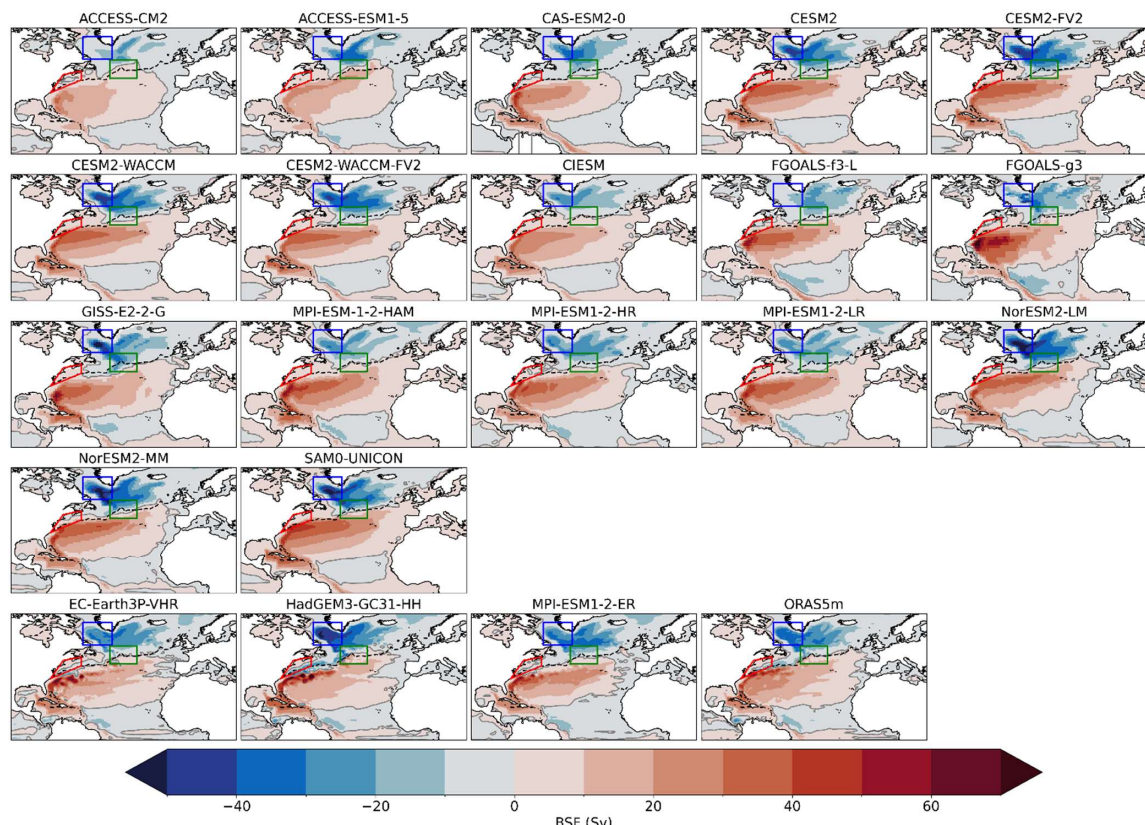 ACCESS-CM2 ACCESS-ESM1-5 CAS-ESM2-0 CESM2 CESM2-FV2
CESM2-WACCM CESM2-WACCM-FV2 CIESM FGOALS-f3-L FGOALS-g3
GISS-E2-2-G MPI-ESM-1-2-HAM MPI-ESM1-2-HR MPI-ESM1-2-LR NorESM2-LM
NorESM2-MM SAM0-UNICON
EC-Earth3P-VHR HadGEM3-GC31-HH MPI-ESM1-2-ER ORAS5m
−40 −20 0 20 40 60
BSF (Sv)